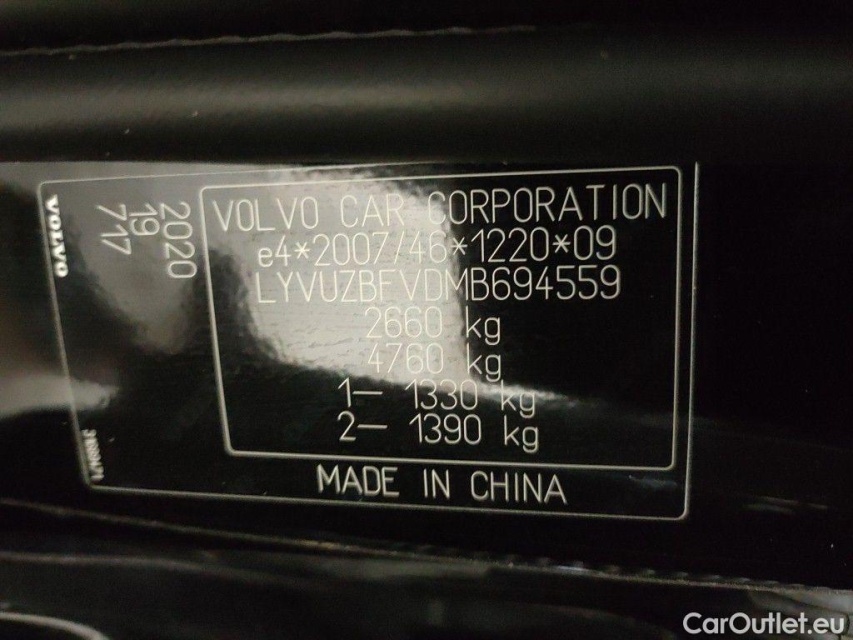 VOLVO
2020
19
717
VOLVO CAR CORPORATION
e4*2007/46*1220*09
LYVUZBFVDMB694559
2660 kg
4760 kg
1– 1330 kg
2– 1390 kg
MADE IN CHINA
CarOutlet.eu